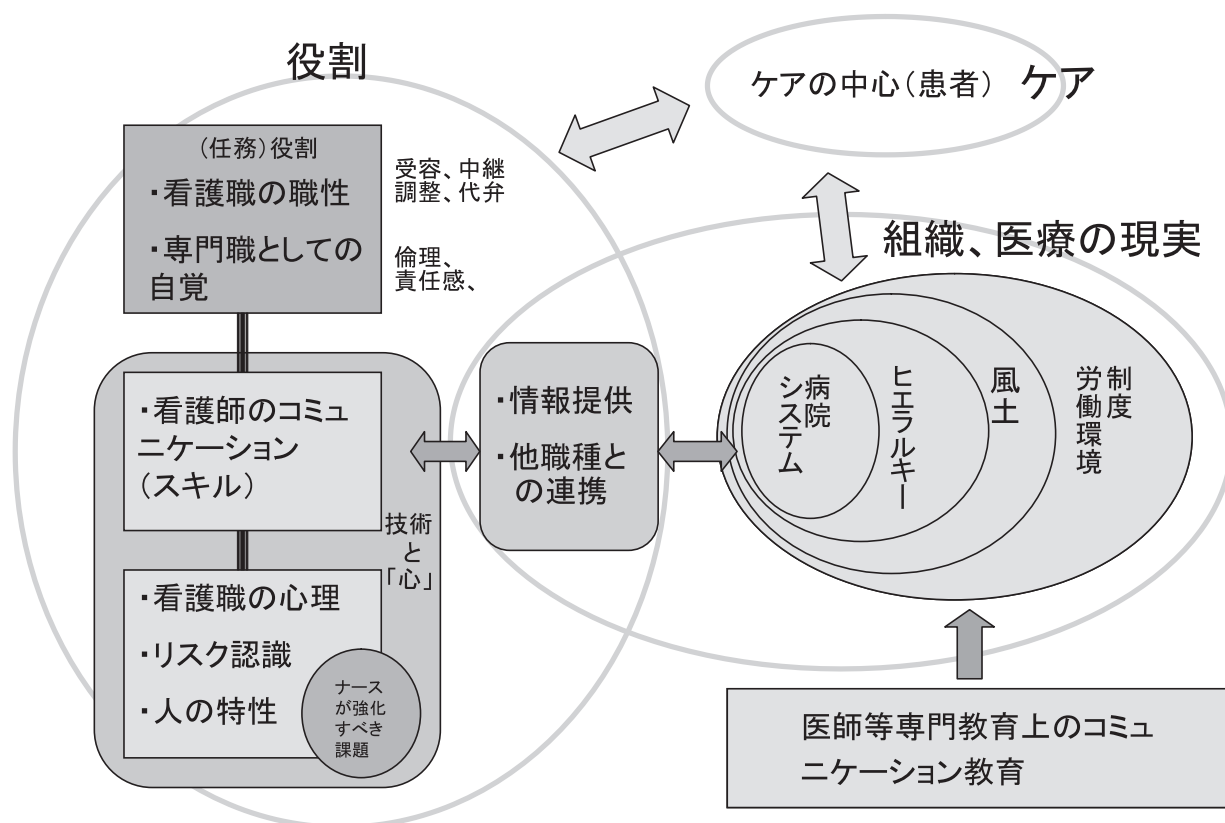 役割
ケアの中心（患者）
ケア
（任務）役割
・看護職の職性
・専門職としての
自覚
受容、中継
調整、代弁
倫理、
責任感、
組織、医療の現実
・看護師のコミュ
ニケーション
（スキル）
技術
と
「心」
・看護職の心理
・リスク認識
・人の特性
ナース
が強化
すべき
課題
・情報提供
・他職種と
の連携
病院
システム
ヒエラルキー
風土
制度
労働環境
医師等専門教育上のコミュ
ニケーション教育